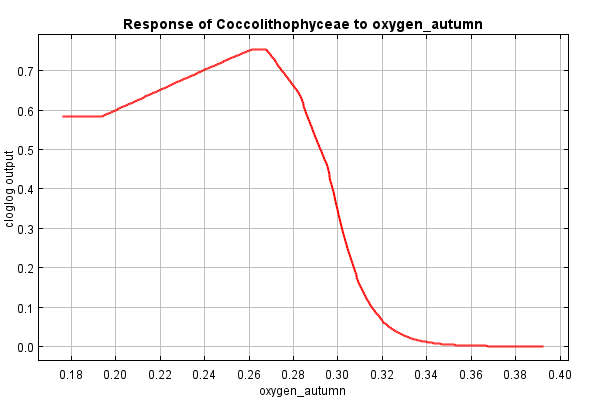 Response of Coccolithophyceae to oxygen_autumn
cloglog output
0.7
0.6
0.5
0.4
0.3
0.2
0.1
0.0
0.18 0.20 0.22 0.24 0.26 0.28 0.30 0.32 0.34 0.36 0.38 0.40
oxygen_autumn